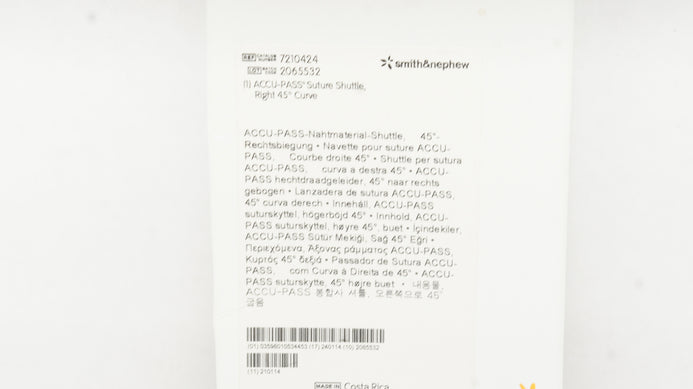 REF CATALOG NUMBER 7210424
smith&nephew
LOT BATCH NUMBER 2065532
(1) ACCU-PASS® Suture Shuttle,
Right 45° Curve
ACCU-PASS-Nahtmaterial-Shuttle, 45°-
Rechtsbiegung • Navette pour suture ACCU-
PASS, Courbe droite 45° • Shuttle per sutura
ACCU-PASS, curva a destra 45° • ACCU-
PASS hechtdraadgeleider, 45° naar rechts
gebogen • Lanzadera de sutura ACCU-PASS,
45° curva derech • Innehåll, ACCU-PASS
suturskyttel, högerböjd 45° • Innhold, ACCU-
PASS suturskyttel, høyre 45°, buet • İçindekiler,
ACCU-PASS Sütür Mekiği, Sağ 45° Eğri •
Περιεχόμενα, Άξονας ράμματος ACCU-PASS,
Κυρτός 45° δεξιά • Passador de Sutura ACCU-
PASS, com Curva à Direita de 45° • ACCU-
PASS suturskytte, 45° højre buet • 내용물,
ACCU-PASS 봉합사 셔틀, 오른쪽으로 45°
굽음
(01) 03596010534453 (17) 240114 (10) 2065532
(11) 210114
MADE IN Costa Rica